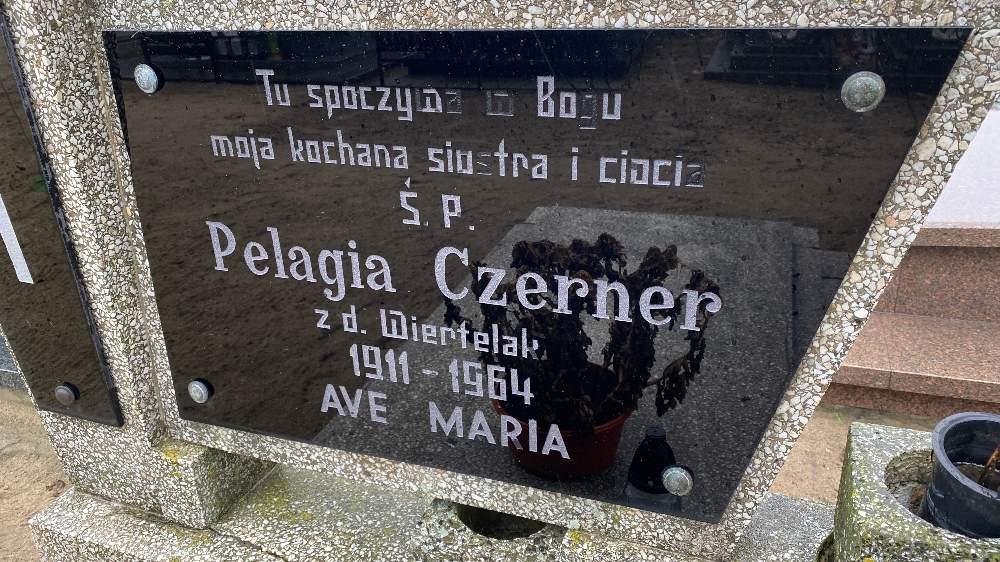 Tu spoczywa w Bogu
moja kochana siostra i ciocia
Ś.P.
Pelagia Czerner
z d. Wiertelak
1911 - 1964
AVE MARIA